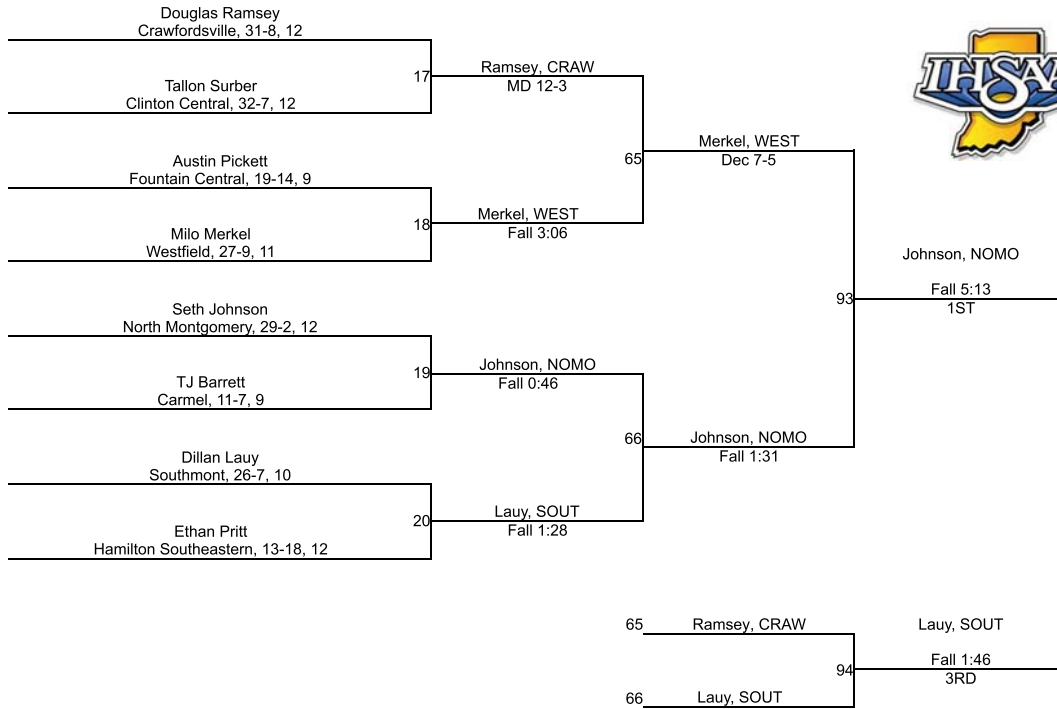 Douglas Ramsey
Crawfordsville, 31-8, 12
17
Tallon Surber
Clinton Central, 32-7, 12
Ramsey, CRAW
MD 12-3
Austin Pickett
Fountain Central, 19-14, 9
18
Milo Merkel
Westfield, 27-9, 11
Merkel, WEST
Fall 3:06
65
Merkel, WEST
Dec 7-5
Seth Johnson
North Montgomery, 29-2, 12
19
TJ Barrett
Carmel, 11-7, 9
Johnson, NOMO
Fall 0:46
Dillan Lauy
Southmont, 26-7, 10
20
Ethan Pritt
Hamilton Southeastern, 13-18, 12
Lauy, SOUT
Fall 1:28
66
Johnson, NOMO
Fall 1:31
93
Johnson, NOMO
Fall 5:13
1ST
IHSAA
65
Ramsey, CRAW
66
Lauy, SOUT
94
Lauy, SOUT
Fall 1:46
3RD